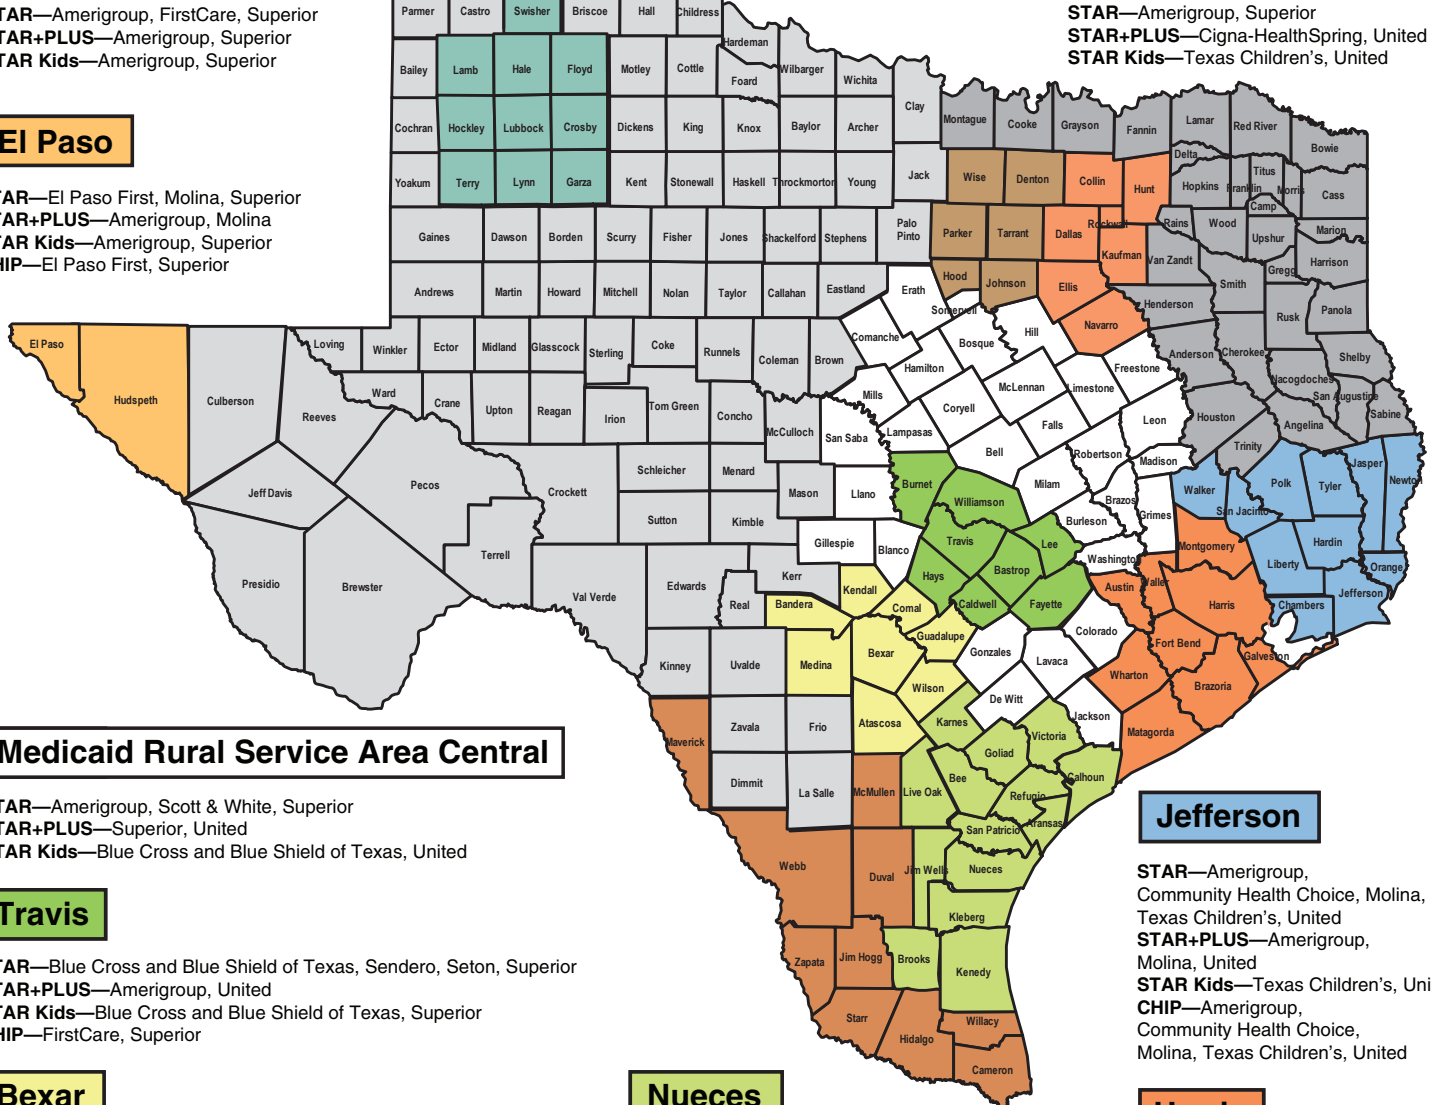 TAR—Amerigroup, FirstCare, Superior
TAR+PLUS—Amerigroup, Superior
TAR Kids—Amerigroup, Superior
El Paso
TAR—El Paso First, Molina, Superior
TAR+PLUS—Amerigroup, Molina
TAR Kids—Amerigroup, Superior
HIP—El Paso First, Superior
STAR—Amerigroup, Superior
STAR+PLUS—Cigna-HealthSpring, United
STAR Kids—Texas Children's, United
Parmer Castro Swisher Briscoe Hall Childress
Hardeman
Bailey Lamb Hale Floyd Motley Cottle Foard Wilbarger Wichita
Clay Montague Cooke Grayson Fannin Lamar Red River Bowie
Cochran Hockley Lubbock Crosby Dickens King Knox Baylor Archer
Delta Titus
Yoakum Terry Lynn Garza Kent Stonewall Haskell Throckmorton Young Jack Wise Denton Collin Hunt Hopkins Franklin Morris Cass
Camp
Gaines Dawson Borden Scurry Fisher Jones Shackelford Stephens Palo Pinto Parker Tarrant Dallas Rockwall Rains Wood Upshur Marion
Kaufman Van Zandt Gregg Harrison
Andrews Martin Howard Mitchell Nolan Taylor Callahan Eastland Erath Hood Johnson Ellis Smith
Somervell Henderson Rusk Panola
El Paso Loving Winkler Ector Midland Glasscock Sterling Coke Runnels Coleman Brown Comanche Bosque Hill Navarro
Hamilton Freestone Anderson Cherokee Shelby
Hudspeth Culberson Reeves Ward Crane Upton Reagan Irion Tom Green Concho McCulloch Mills Coryell McLennan Limestone Nacogdoches San Augustine Sabine
San Saba Lampasas Falls Leon Houston Angelina
Bell Robertson Madison Trinity
Jeff Davis Pecos Crockett Schleicher Menard Mason Llano Burnet Williamson Milam Brazos Grimes Walker Polk Tyler Jasper Newton
San Jacinto
Sutton Kimble Burleson
Terrell Gillespie Blanco Travis Lee Washington Montgomery Liberty Hardin Orange
Presidio Brewster Val Verde Edwards Real Kerr Kendall Hays Bastrop Austin Waller Jefferson
Bandera Comal Caldwell Fayette Harris Chambers
Guadalupe Colorado Fort Bend
Kinney Uvalde Medina Bexar Gonzales Lavaca Galveston
Wilson Wharton Brazoria
De Witt
Maverick Zavala Frio Atascosa Karnes Jackson Matagorda
Victoria
Goliad
Dimmit La Salle McMullen Live Oak Bee Calhoun
Refugio
Aransas
San Patricio
Webb Duval Jim Wells Nueces
Kleberg
Zapata Jim Hogg Brooks Kenedy
Starr Hidalgo Willacy
Cameron
Medicaid Rural Service Area Central
TAR—Amerigroup, Scott & White, Superior
TAR+PLUS—Superior, United
TAR Kids—Blue Cross and Blue Shield of Texas, United
Travis
TAR—Blue Cross and Blue Shield of Texas, Sendero, Seton, Superior
TAR+PLUS—Amerigroup, United
TAR Kids—Blue Cross and Blue Shield of Texas, Superior
HIP—FirstCare, Superior
Bexar
Nueces
Jefferson
STAR—Amerigroup,
Community Health Choice, Molina,
Texas Children's, United
STAR+PLUS—Amerigroup,
Molina, United
STAR Kids—Texas Children's, Uni
CHIP—Amerigroup,
Community Health Choice,
Molina, Texas Children's, United